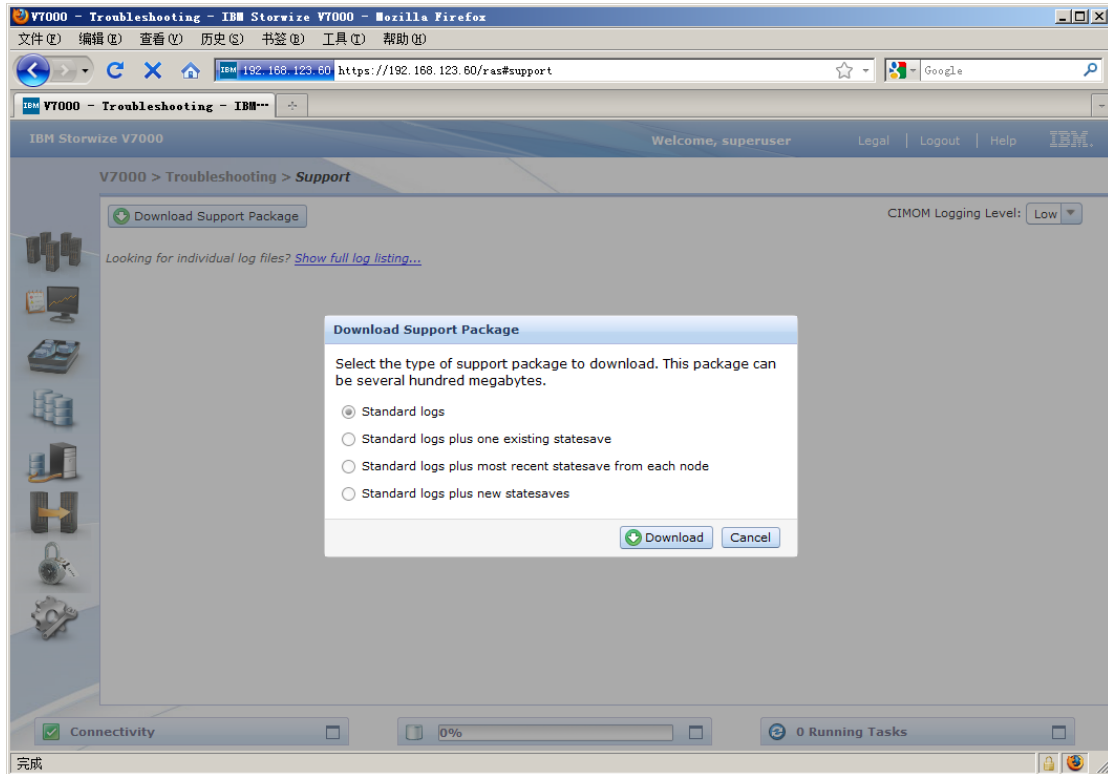 V7000 - Troubleshooting - IBM Storwize V7000 - Mozilla Firefox
文件(F) 编辑(E) 查看(V) 历史(S) 书签(B) 工具(T) 帮助(H)
IBM 192.168.123.60 https://192.168.123.60/ras#support Google
IBM V7000 - Troubleshooting - IBM...
IBM Storwize V7000 Welcome, superuser Legal | Logout | Help IBM.
V7000 > Troubleshooting > Support
Download Support Package CIMOM Logging Level: Low
Looking for individual log files? Show full log listing...
Download Support Package
Select the type of support package to download. This package can
be several hundred megabytes.
Standard logs
Standard logs plus one existing statesave
Standard logs plus most recent statesave from each node
Standard logs plus new statesaves
Download Cancel
Connectivity 0% 0 Running Tasks
完成